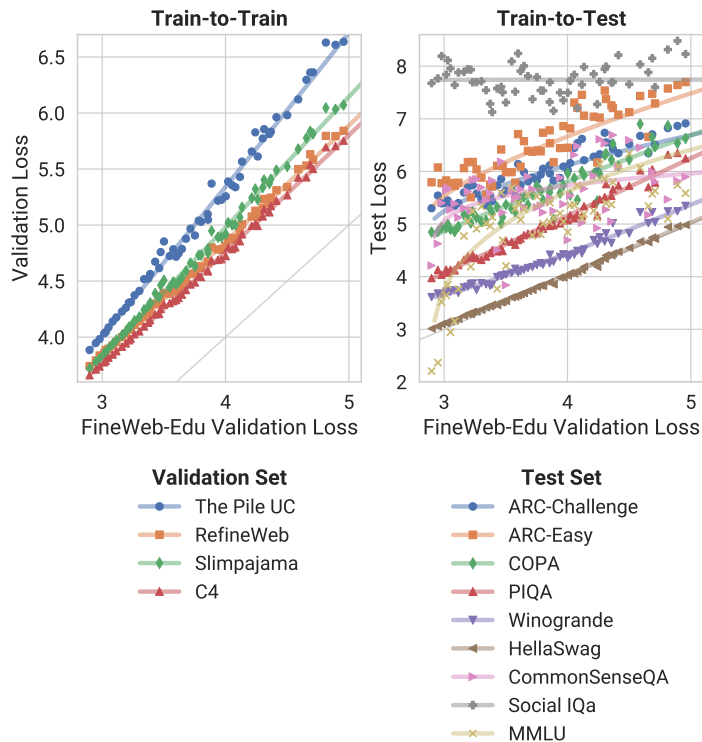 Train-to-Train
Validation Loss
6.5
6.0
5.5
5.0
4.5
4.0
3
4
5
FineWeb-Edu Validation Loss
Train-to-Test
Test Loss
8
7
6
5
4
3
2
3
4
5
FineWeb-Edu Validation Loss
Validation Set
The Pile UC
RefineWeb
Slimpajama
C4
Test Set
ARC-Challenge
ARC-Easy
COPA
PIQA
Winogrande
HellaSwag
CommonSenseQA
Social IQa
MMLU